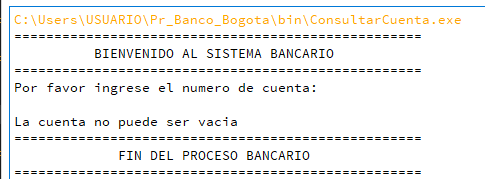 C:\Users\USUARIO\Pr_Banco_Bogota\bin\ConsultarCuenta.exe
===================================================
BIENVENIDO AL SISTEMA BANCARIO
===================================================
Por favor ingrese el numero de cuenta:
La cuenta no puede ser vacia
===================================================
FIN DEL PROCESO BANCARIO
===================================================